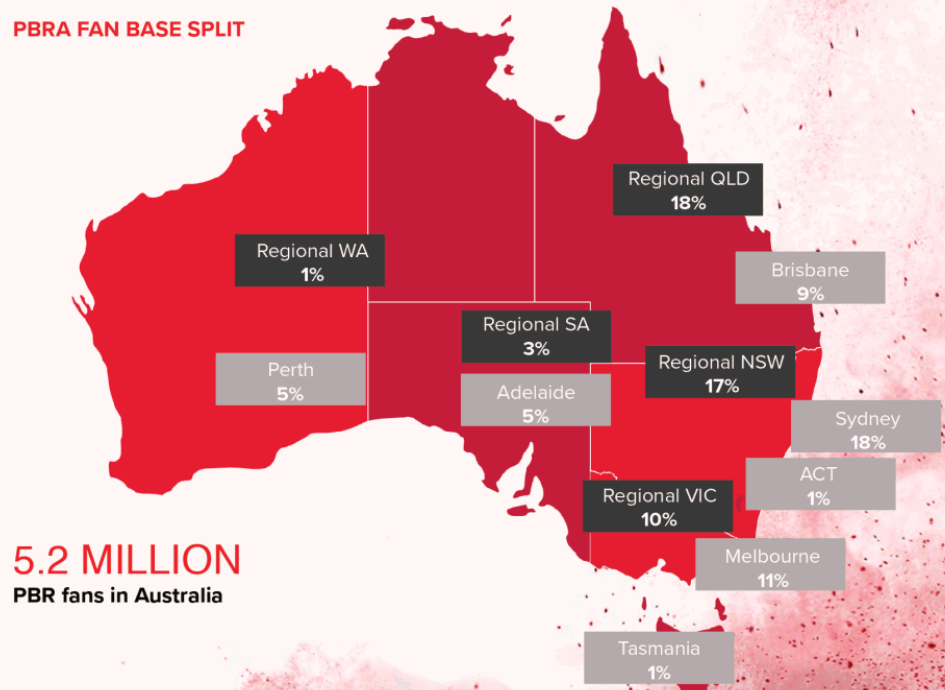 PBRA FAN BASE SPLIT
Regional QLD
18%
Regional WA
1%
Brisbane
9%
Regional SA
3%
Regional NSW
17%
Perth
5%
Adelaide
5%
Sydney
18%
ACT
1%
Regional VIC
10%
5.2 MILLION
PBR fans in Australia
Melbourne
11%
Tasmania
1%